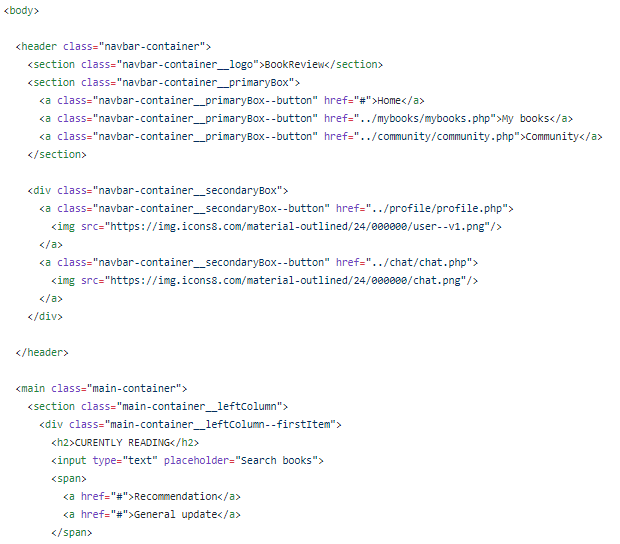 <body>
<header class="navbar-container">
<section class="navbar-container__logo">BookReview</section>
<section class="navbar-container__primaryBox">
<a class="navbar-container__primaryBox--button" href="#">Home</a>
<a class="navbar-container__primaryBox--button" href="../mybooks/mybooks.php">My books</a>
<a class="navbar-container__primaryBox--button" href="../community/community.php">Community</a>
</section>
<div class="navbar-container__secondaryBox">
<a class="navbar-container__secondaryBox--button" href="../profile/profile.php">
<img src="https://img.icons8.com/material-outlined/24/000000/user--v1.png"/>
</a>
<a class="navbar-container__secondaryBox--button" href="../chat/chat.php">
<img src="https://img.icons8.com/material-outlined/24/000000/chat.png"/>
</a>
</div>
</header>
<main class="main-container">
<section class="main-container__leftColumn">
<div class="main-container__leftColumn--firstItem">
<h2>CURENTLY READING</h2>
<input type="text" placeholder="Search books">
<span>
<a href="#">Recommendation</a>
<a href="#">General update</a>
</span>